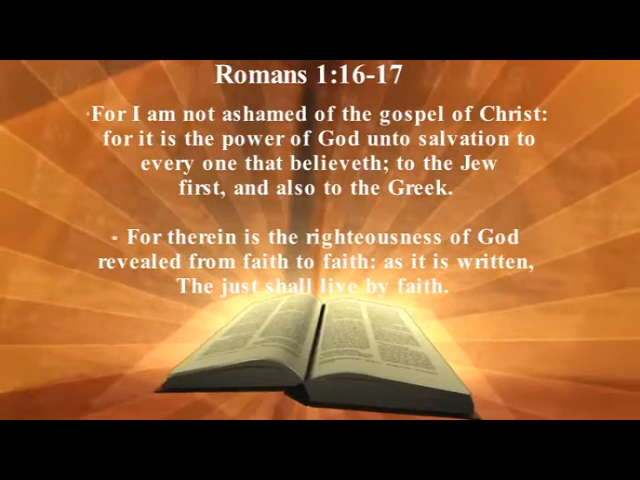 Romans 1:16-17
For I am not ashamed of the gospel of Christ:
for it is the power of God unto salvation to
every one that believeth; to the Jew
first, and also to the Greek.
For therein is the righteousness of God
revealed from faith to faith: as it is written,
The just shall live by faith.